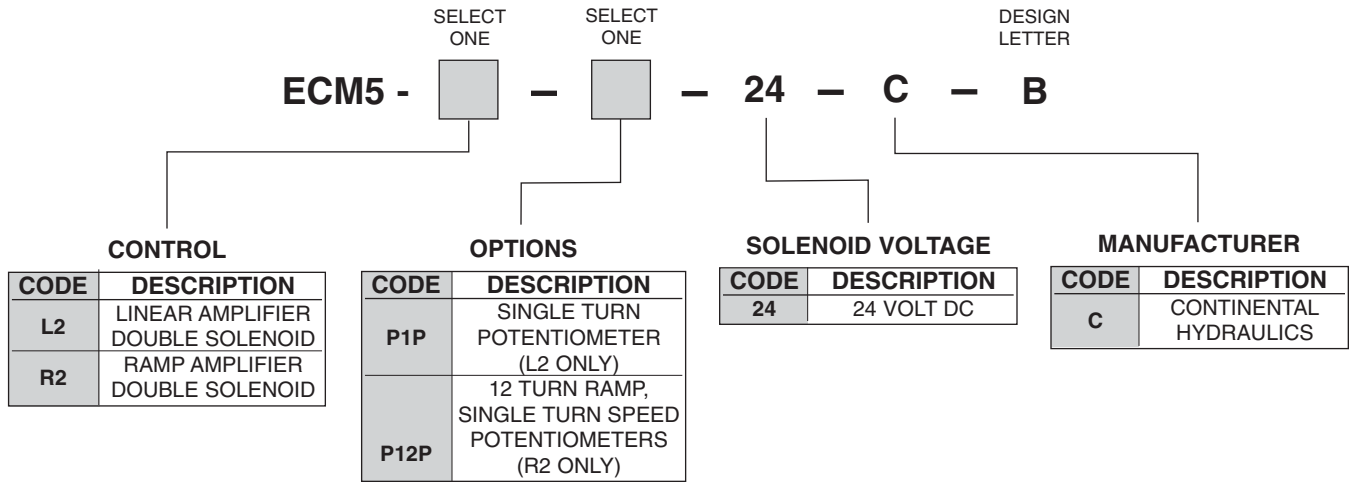 SELECT
ONE
SELECT
ONE
DESIGN
LETTER
ECM5 - – – 24 – C – B
CONTROL
CODE DESCRIPTION
L2 LINEAR AMPLIFIER
DOUBLE SOLENOID
R2 RAMP AMPLIFIER
DOUBLE SOLENOID
OPTIONS
CODE DESCRIPTION
P1P SINGLE TURN
POTENTIOMETER
(L2 ONLY)
P12P 12 TURN RAMP,
SINGLE TURN SPEED
POTENTIOMETERS
(R2 ONLY)
SOLENOID VOLTAGE
CODE DESCRIPTION
24 24 VOLT DC
MANUFACTURER
CODE DESCRIPTION
C CONTINENTAL
HYDRAULICS